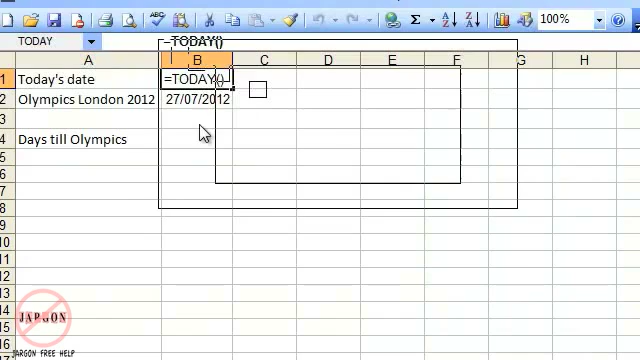 100%
TODAY
=TODAY()
A B C D E F G H
1 Today's date =TODAY()
2 Olympics London 2012 27/07/2012
3
4 Days till Olympics
5
6
7
8
9
10
11
12
13
14
15
16
17
JARGON
JARGON FREE HELP